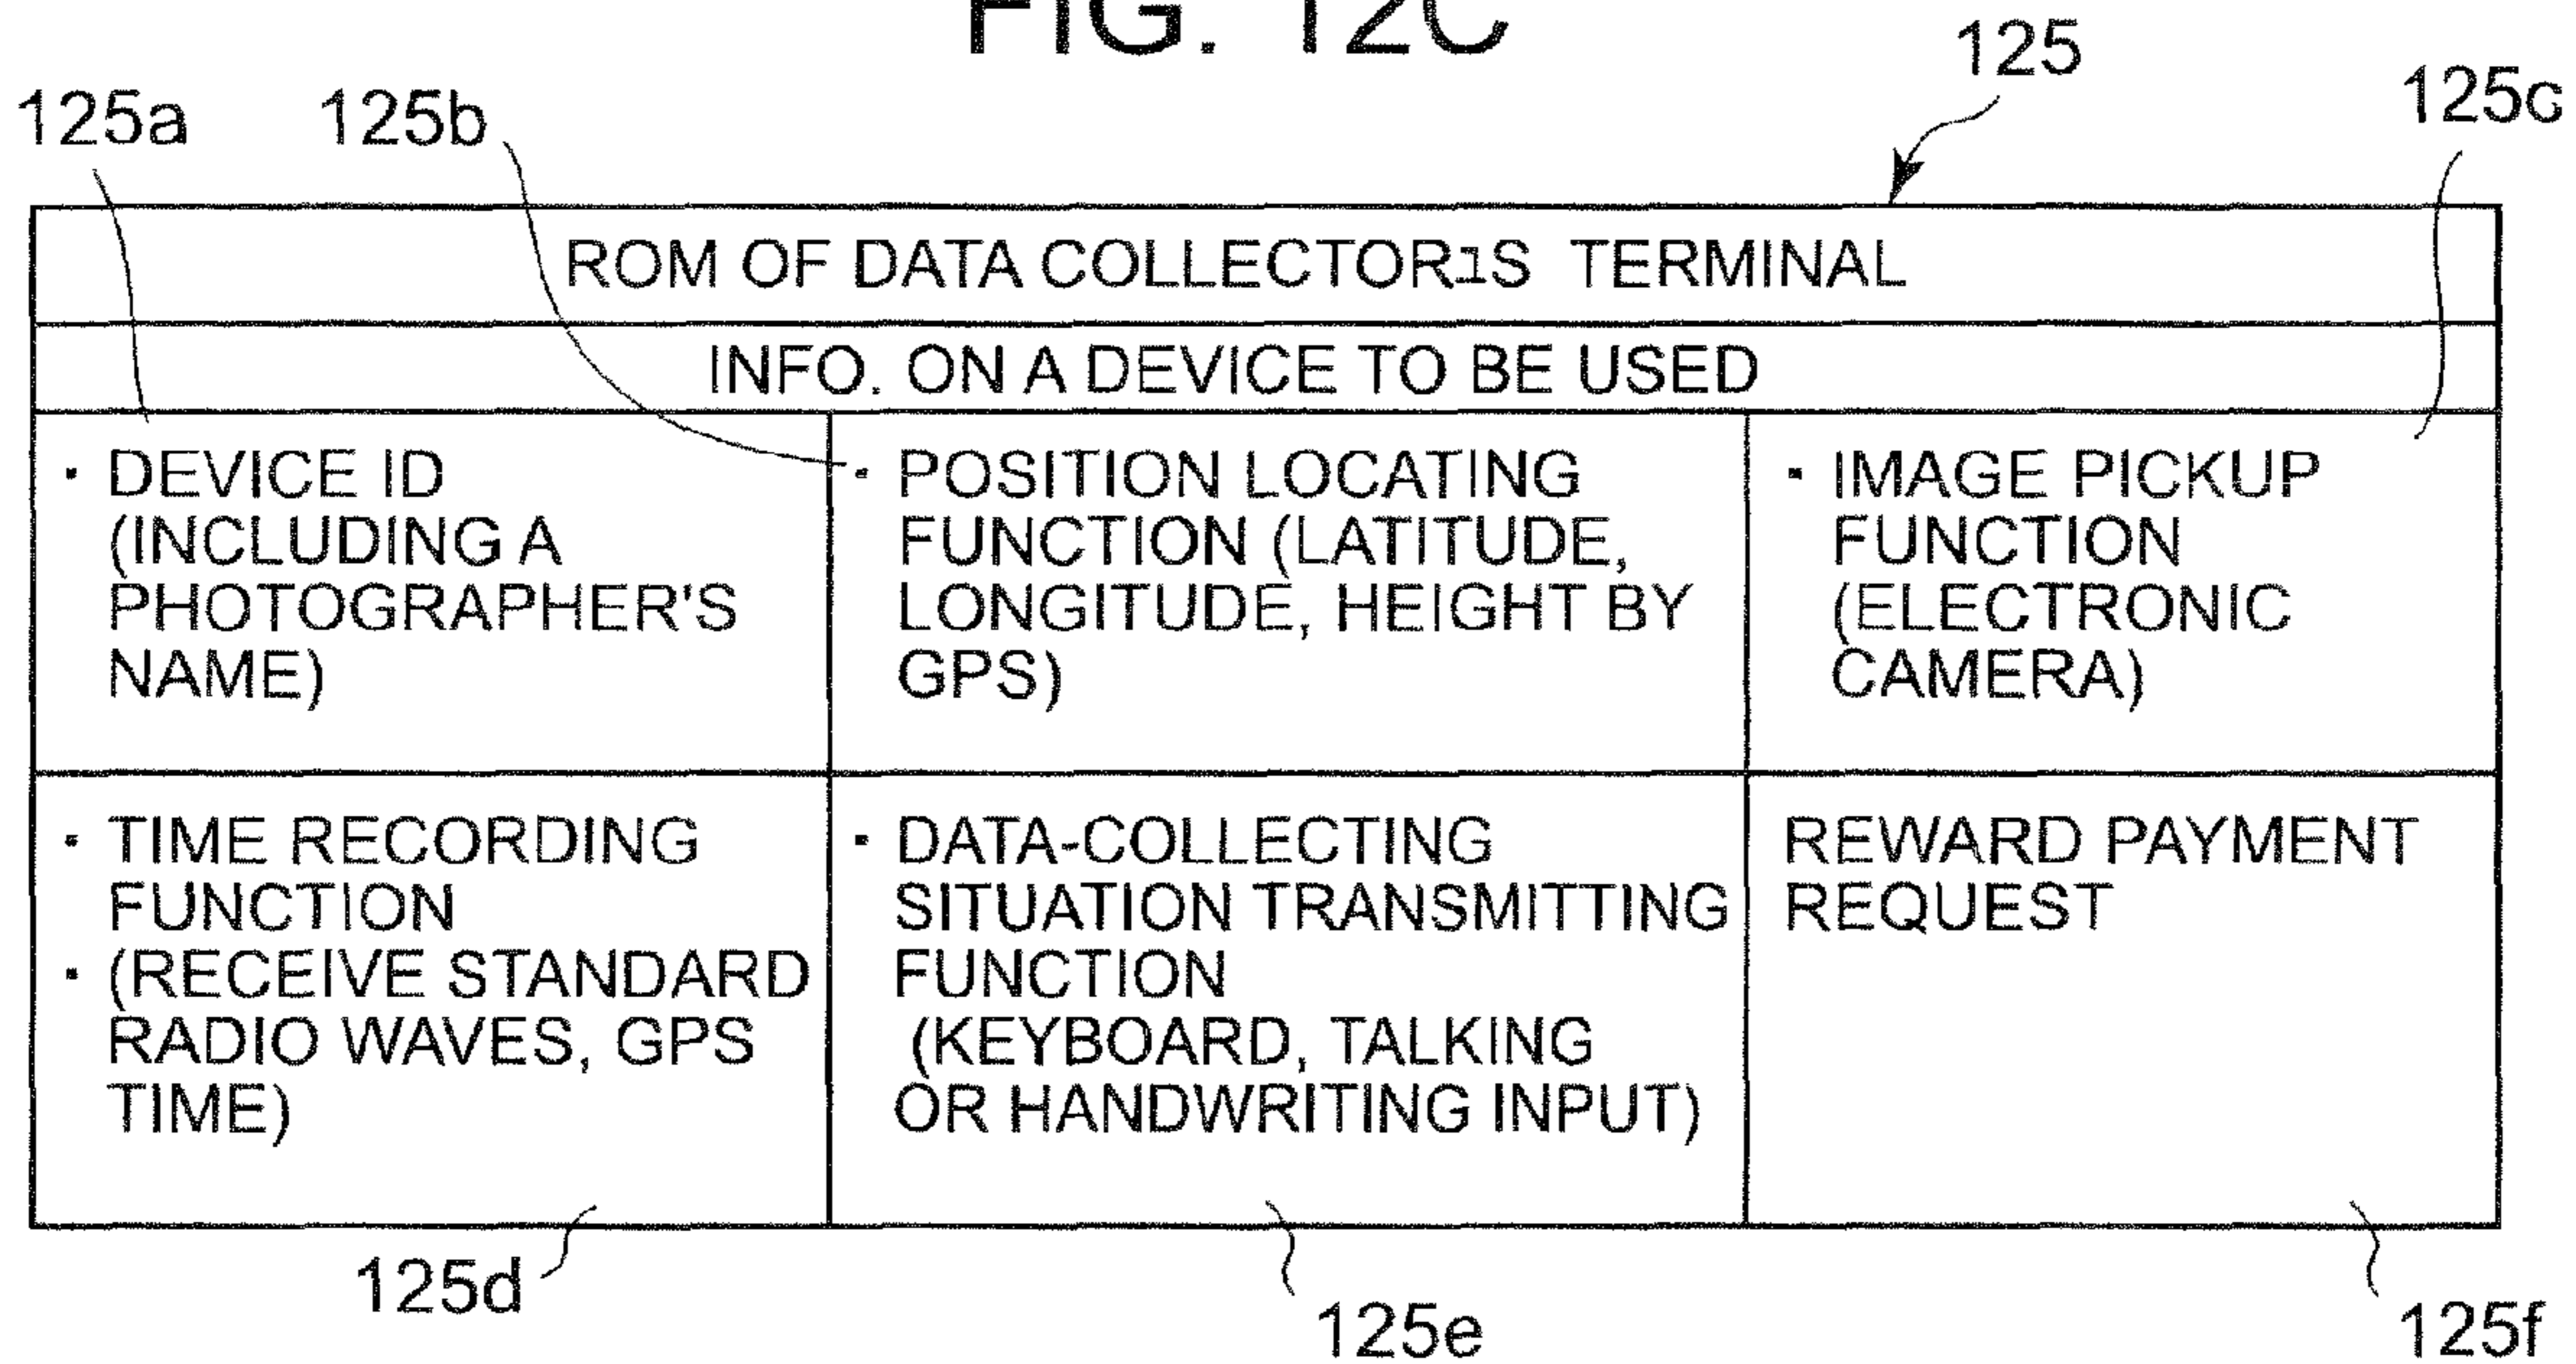 FIG. 12C
125
125a
125b
125c
ROM OF DATA COLLECTOR1S TERMINAL
INFO. ON A DEVICE TO BE USED
· DEVICE ID
(INCLUDING A
PHOTOGRAPHER'S
NAME)
· POSITION LOCATING
FUNCTION (LATITUDE,
LONGITUDE, HEIGHT BY
GPS)
· IMAGE PICKUP
FUNCTION
(ELECTRONIC
CAMERA)
· TIME RECORDING
FUNCTION
· (RECEIVE STANDARD
RADIO WAVES, GPS
TIME)
· DATA-COLLECTING
SITUATION TRANSMITTING
FUNCTION
(KEYBOARD, TALKING
OR HANDWRITING INPUT)
REWARD PAYMENT
REQUEST
125d
125e
125f